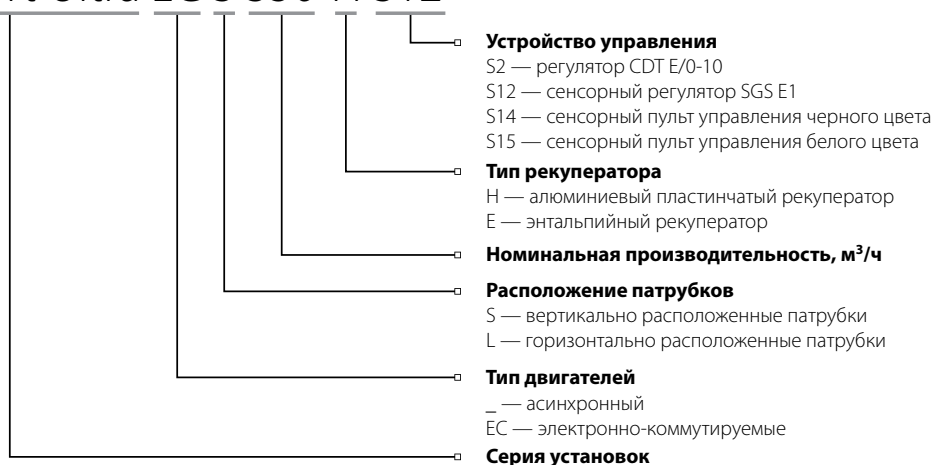 Устройство управления
S2 — регулятор CDT E/0-10
S12 — сенсорный регулятор SGS E1
S14 — сенсорный пульт управления черного цвета
S15 — сенсорный пульт управления белого цвета
Тип рекуператора
H — алюминиевый пластинчатый рекуператор
E — энтальпийный рекуператор
Номинальная производительность, м³/ч
Расположение патрубков
S — вертикально расположенные патрубки
L — горизонтально расположенные патрубки
Тип двигателей
_ — асинхронный
EC — электронно-коммутируемые
Серия установок